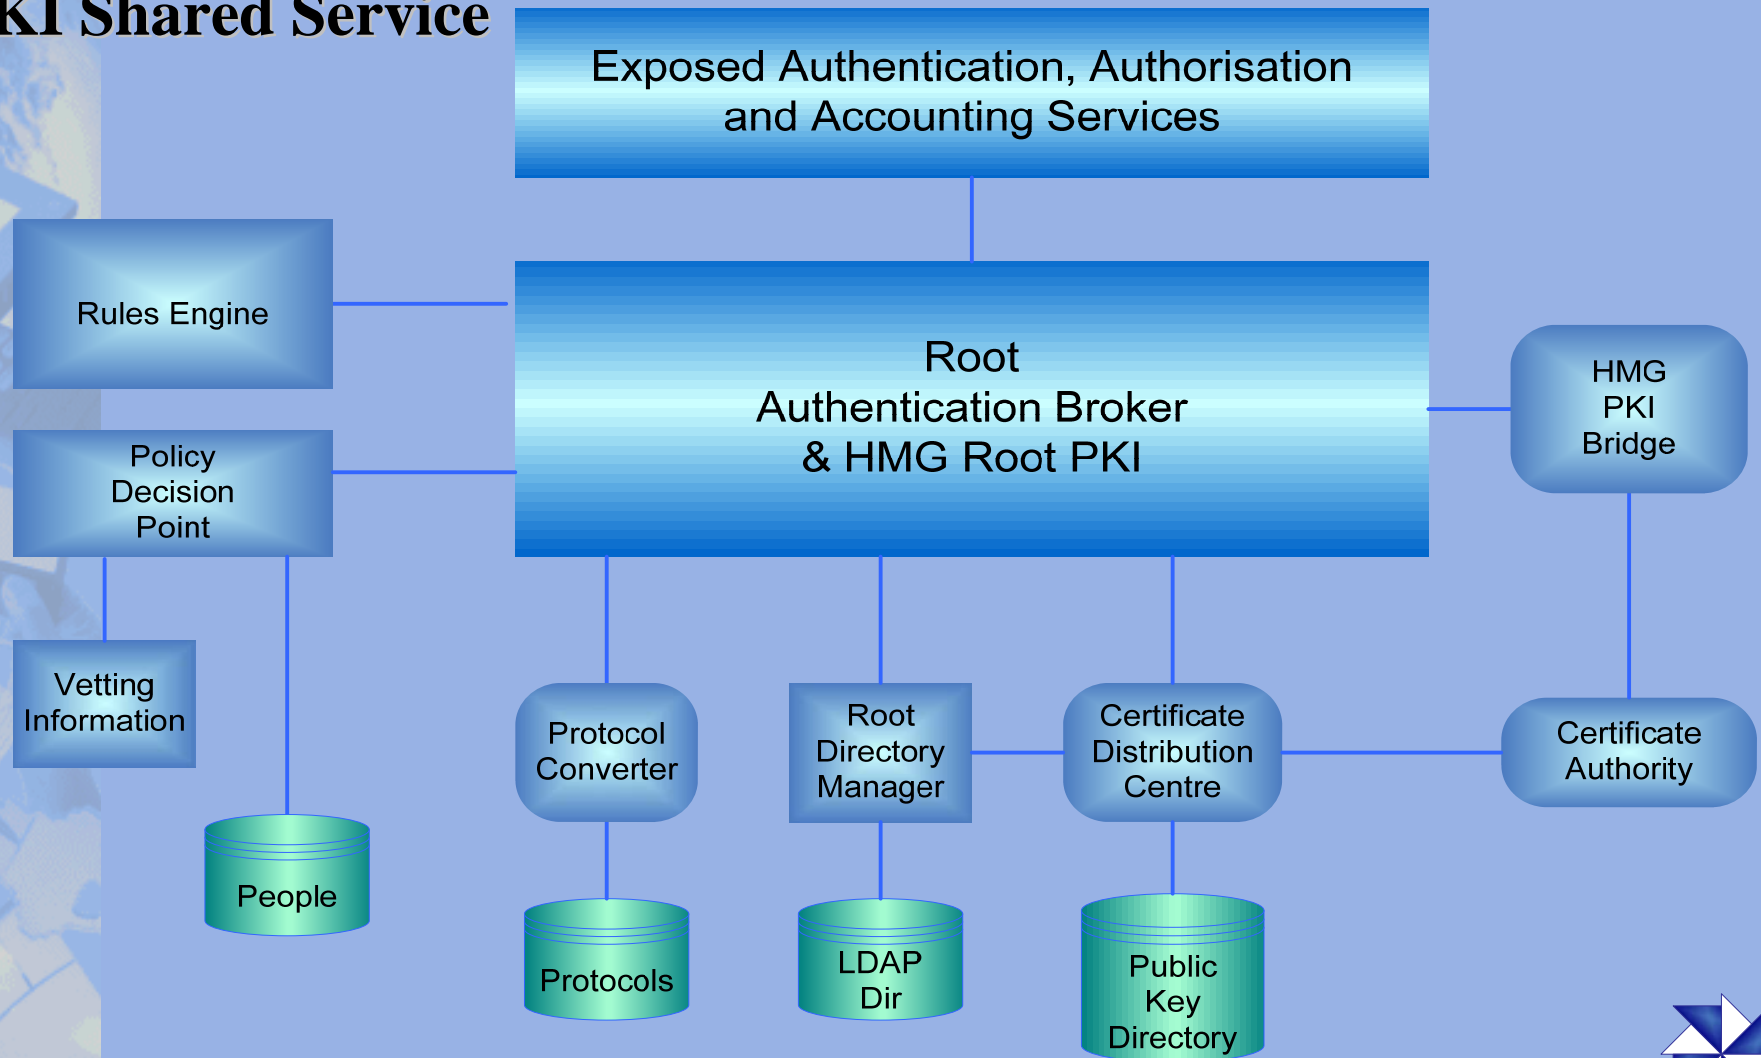 KI Shared Service
Exposed Authentication, Authorisation
and Accounting Services
Rules Engine
Root
Authentication Broker
& HMG Root PKI
HMG
PKI
Bridge
Policy
Decision
Point
Vetting
Information
Protocol
Converter
Root
Directory
Manager
Certificate
Distribution
Centre
Certificate
Authority
People
Protocols
LDAP
Dir
Public
Key
Directory